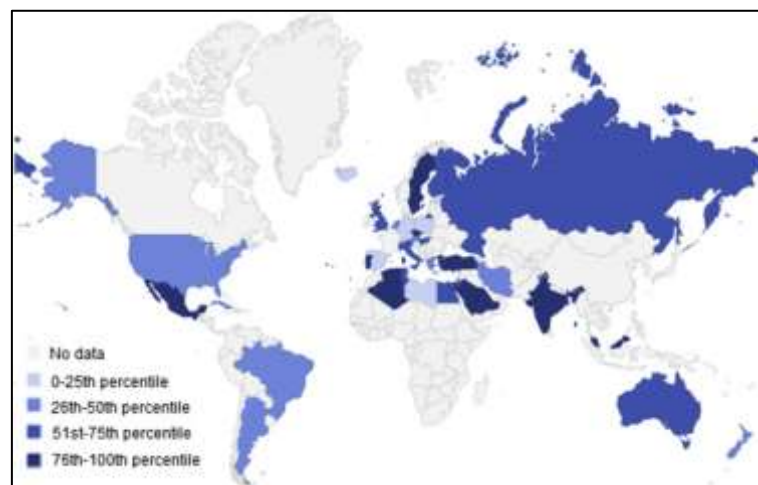 No data
0-25th percentile
26th-50th percentile
51st-75th percentile
76th-100th percentile